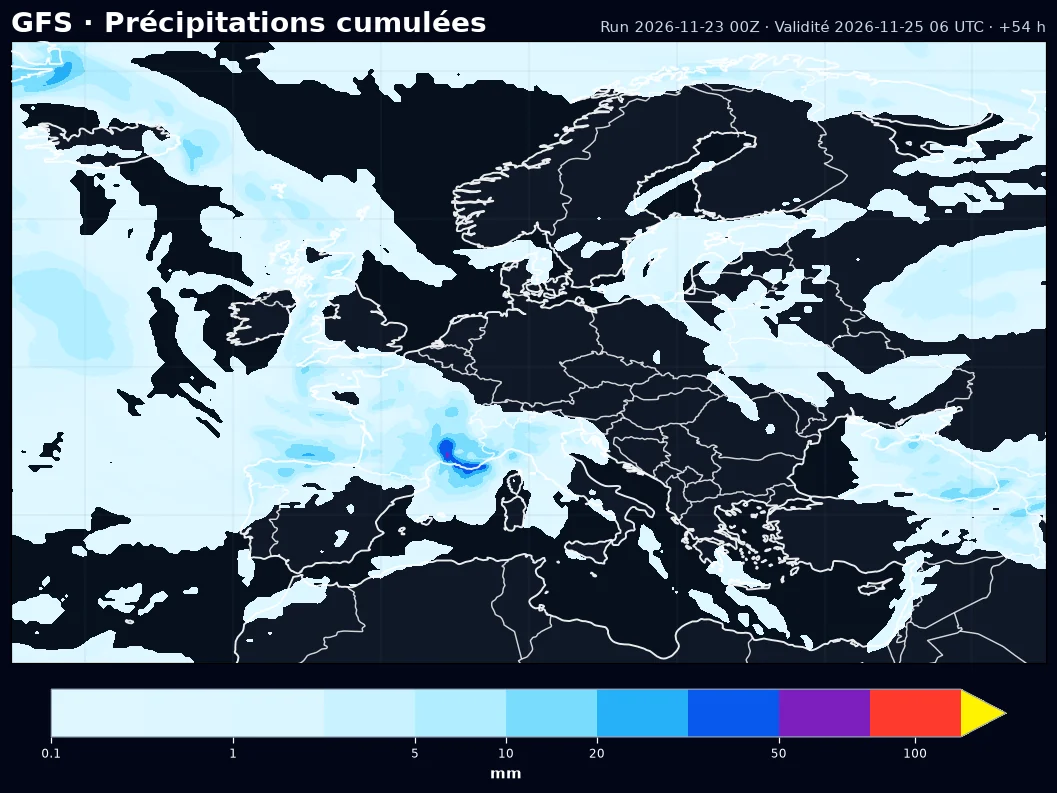 GFS · Précipitations cumulées
Run 2026-11-23 00Z · Validité 2026-11-25 06 UTC · +54 h
0.1 1 5 10 20 50 100
mm